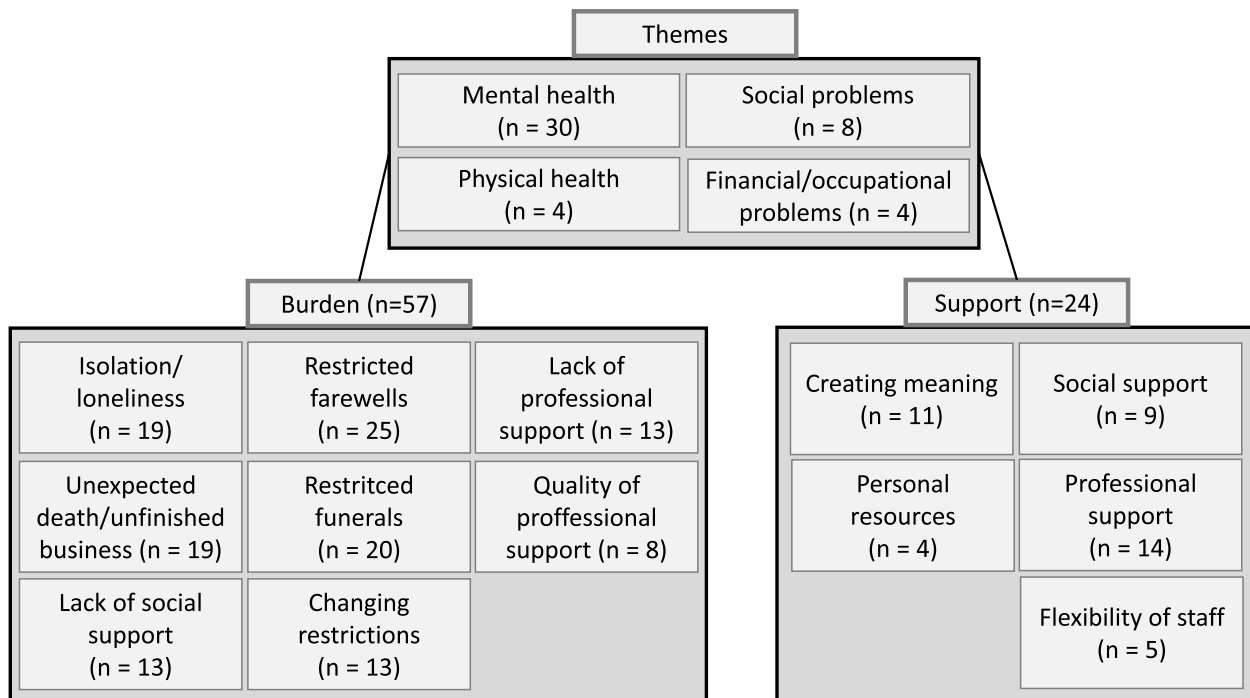 Themes
Mental health
(n = 30)
Social problems
(n = 8)
Physical health
(n = 4)
Financial/occupational
problems (n = 4)
Burden (n=57)
Isolation/
loneliness
(n = 19)
Restricted
farewells
(n = 25)
Lack of
professional
support (n = 13)
Unexpected
death/unfinished
business (n = 19)
Restritced
funerals
(n = 20)
Quality of
proffessional
support (n = 8)
Lack of social
support
(n = 13)
Changing
restrictions
(n = 13)
Support (n=24)
Creating meaning
(n = 11)
Social support
(n = 9)
Personal
resources
(n = 4)
Professional
support
(n = 14)
Flexibility of staff
(n = 5)